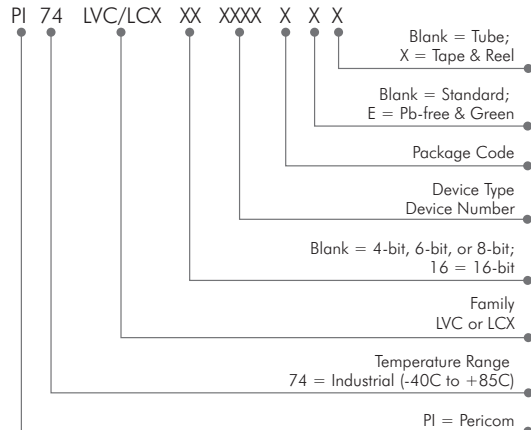 PI 74 LVC/LCX XX XXXX X X X
Blank = Tube;
X = Tape & Reel
Blank = Standard;
E = Pb-free & Green
Package Code
Device Type
Device Number
Blank = 4-bit, 6-bit, or 8-bit;
16 = 16-bit
Family
LVC or LCX
Temperature Range
74 = Industrial (-40C to +85C)
PI = Pericom